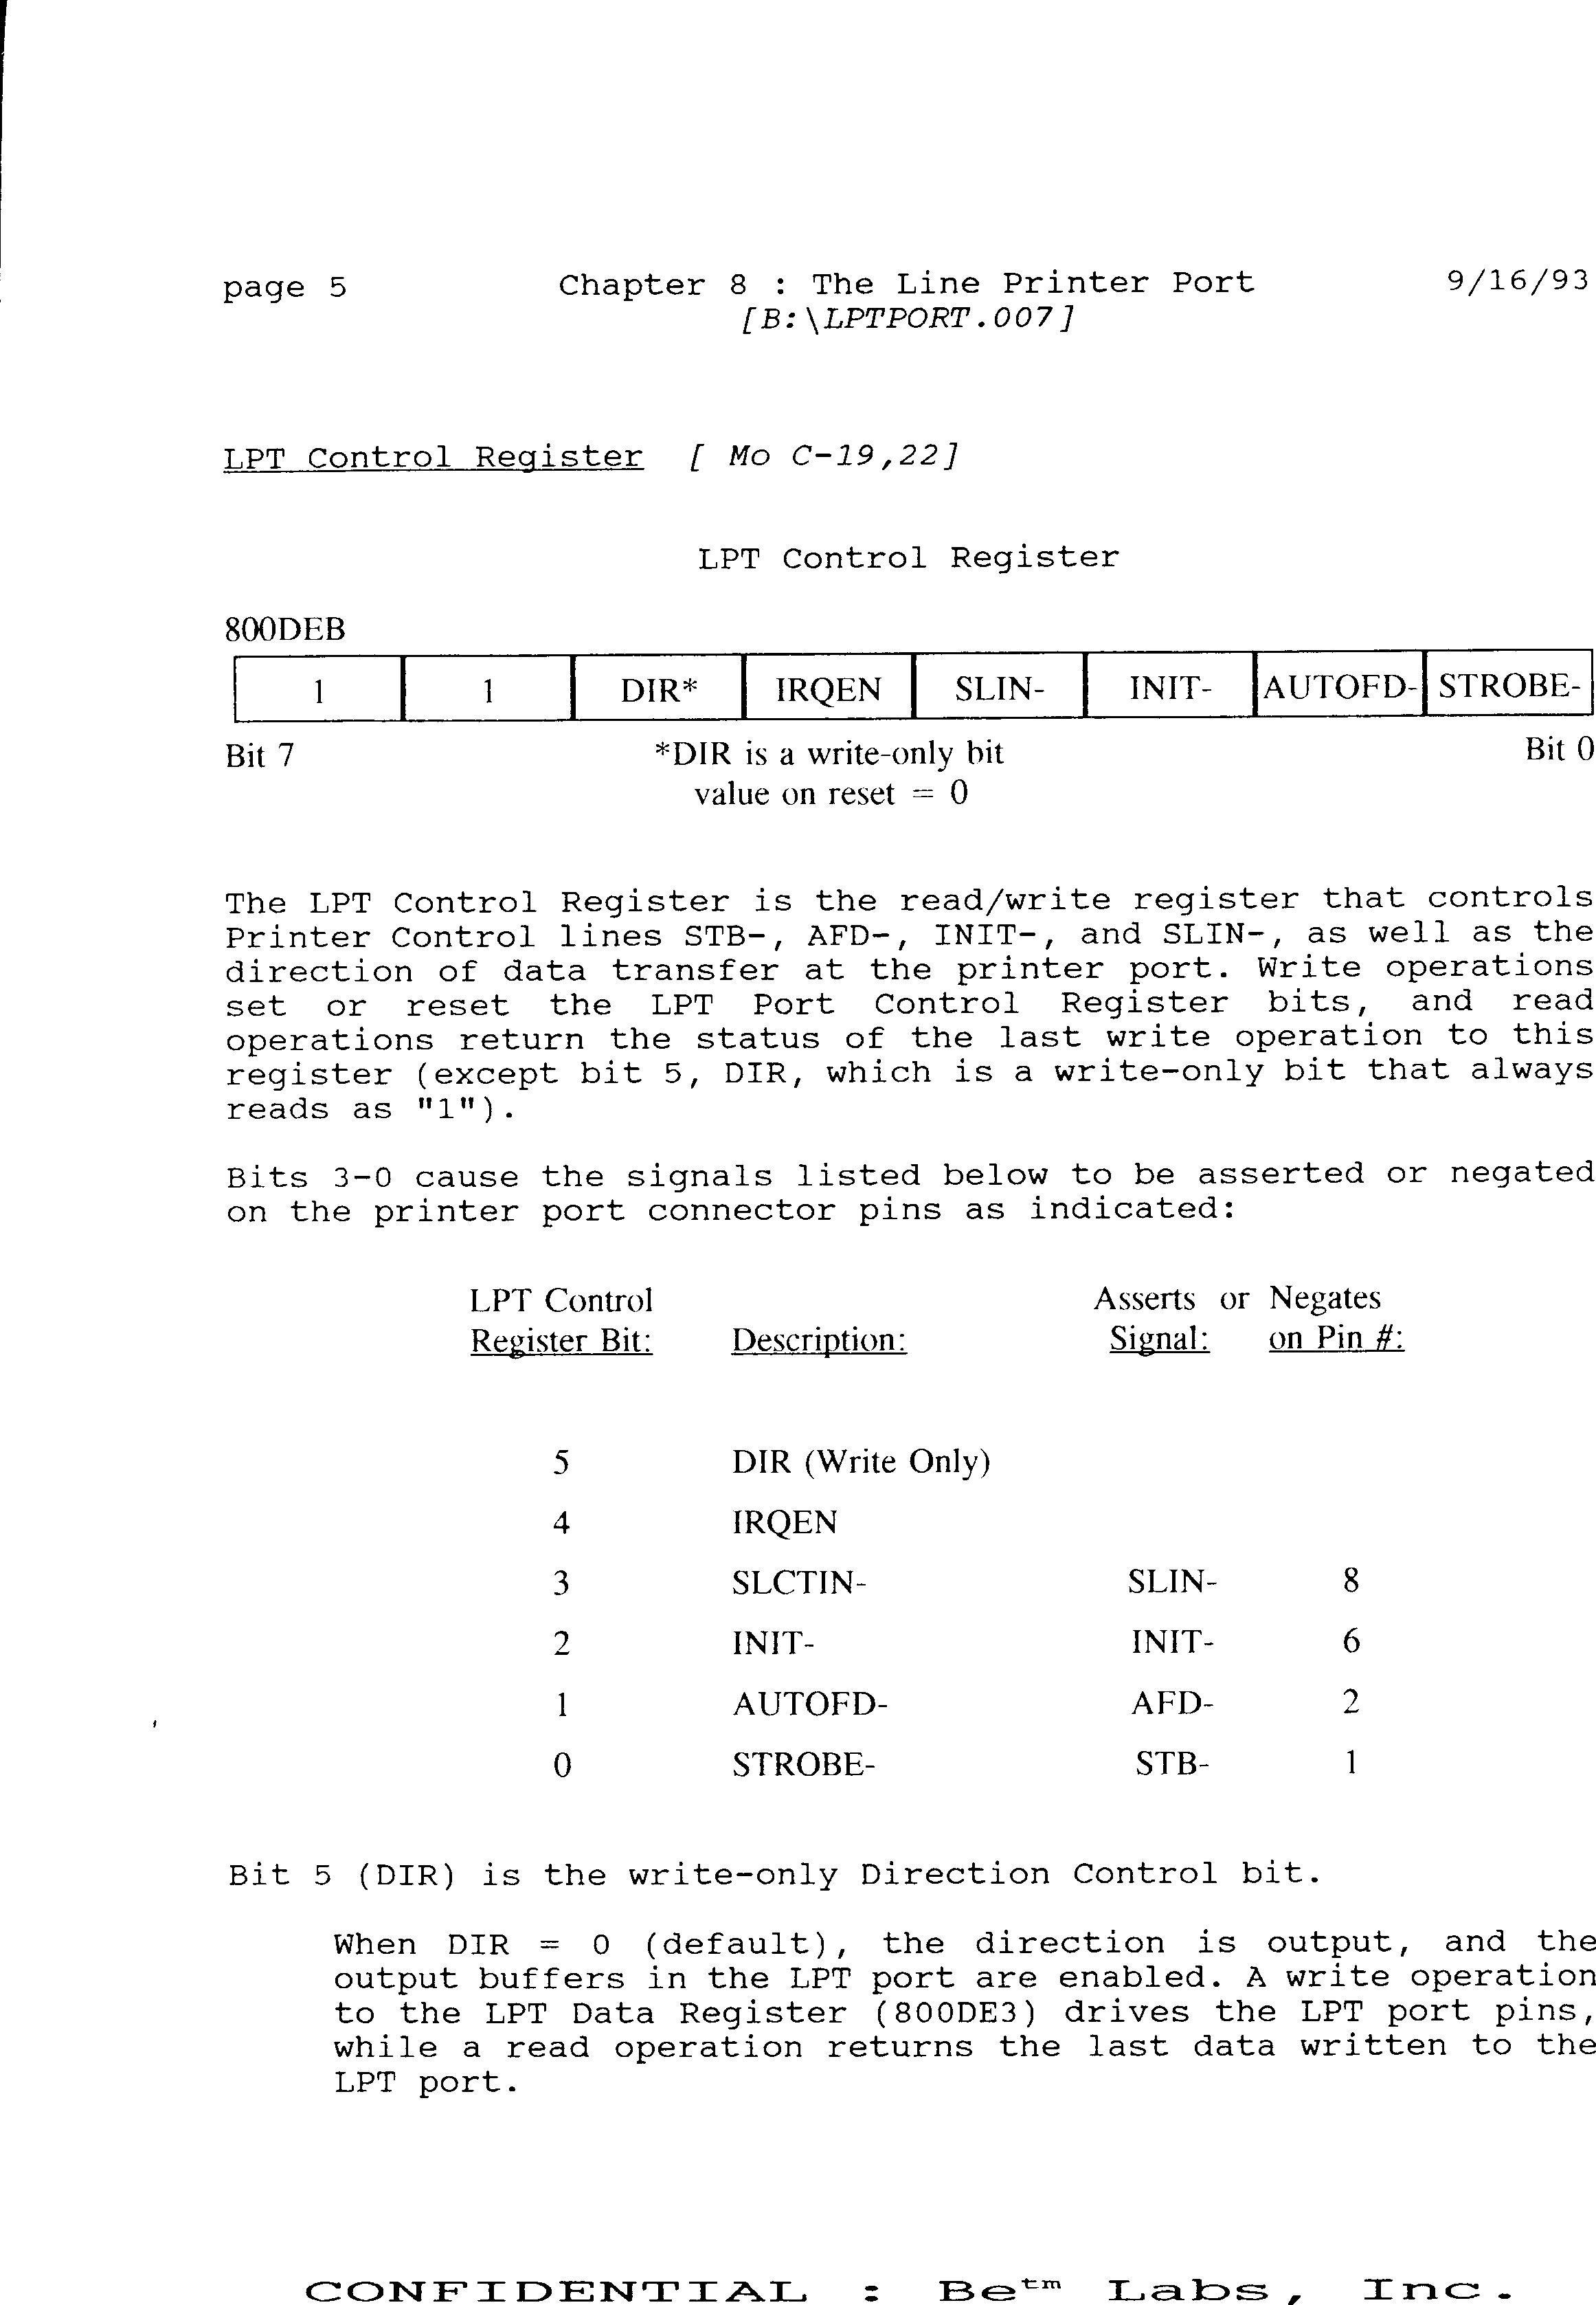 page 5 Chapter 8 : The Line Printer Port 9/16/93
[B:\LPTPORT.007]
LPT Control Register [ Mo C-19,22]
LPT Control Register
800DEB
1 1 DIR* IRQEN SLIN- INIT- AUTOFD- STROBE-
Bit 7 *DIR is a write-only bit Bit 0
value on reset = 0
The LPT Control Register is the read/write register that controls
Printer Control lines STB-, AFD-, INIT-, and SLIN-, as well as the
direction of data transfer at the printer port. Write operations
set or reset the LPT Port Control Register bits, and read
operations return the status of the last write operation to this
register (except bit 5, DIR, which is a write-only bit that always
reads as "1").
Bits 3-0 cause the signals listed below to be asserted or negated
on the printer port connector pins as indicated:
LPT Control Asserts or Negates
Register Bit: Description: Signal: on Pin #:
5 DIR (Write Only)
4 IRQEN
3 SLCTIN- SLIN- 8
2 INIT- INIT- 6
1 AUTOFD- AFD- 2
0 STROBE- STB- 1
Bit 5 (DIR) is the write-only Direction Control bit.
When DIR = 0 (default), the direction is output, and the
output buffers in the LPT port are enabled. A write operation
to the LPT Data Register (800DE3) drives the LPT port pins,
while a read operation returns the last data written to the
LPT port.
CONFIDENTIAL : Be™ Labs, Inc.